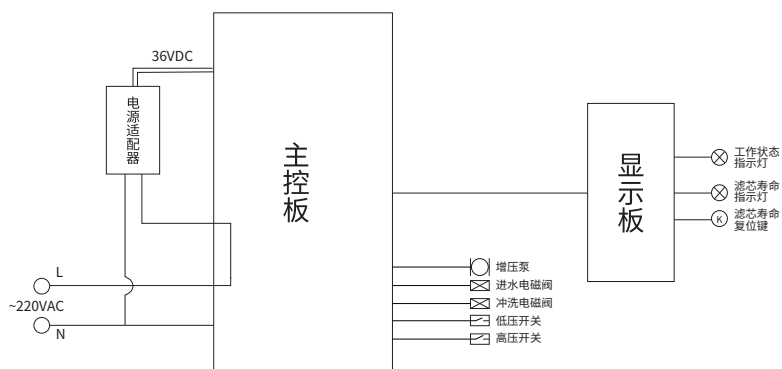 36VDC
电源适配器
主控板
显示板
工作状态
指示灯
滤芯寿命
指示灯
K
滤芯寿命
复位键
L
~220VAC
N
增压泵
进水电磁阀
冲洗电磁阀
低压开关
高压开关